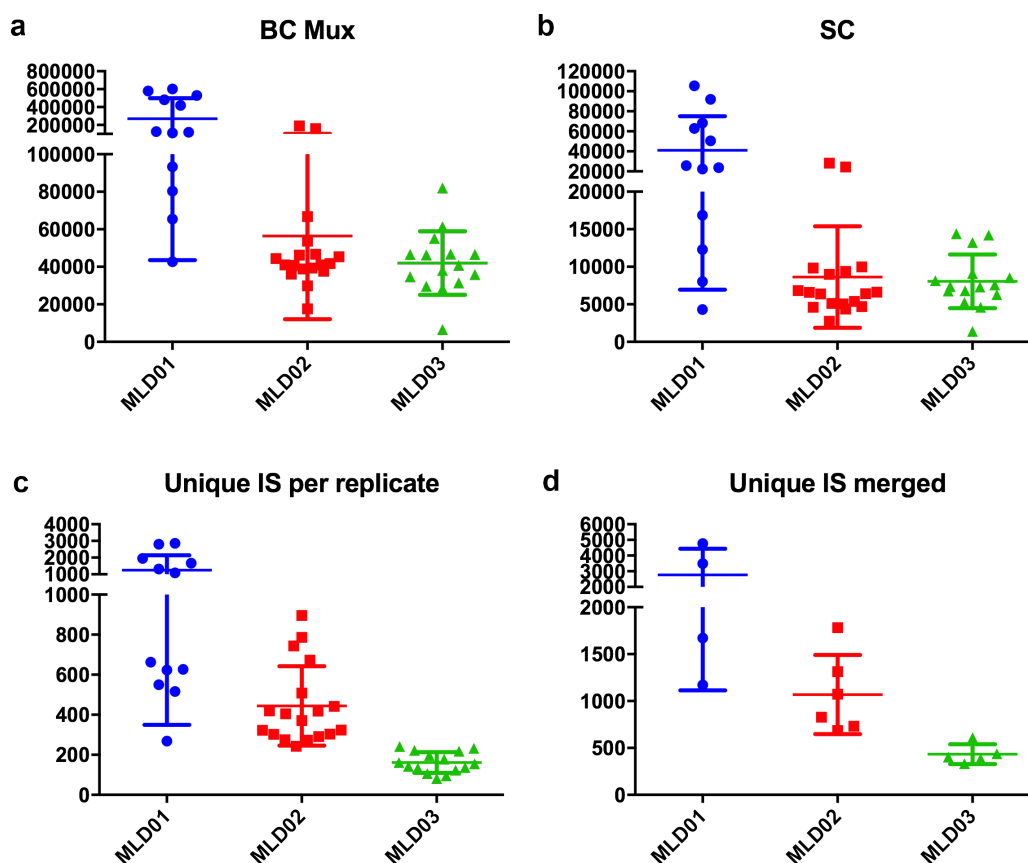 a
BC Mux
800000
600000
400000
200000
100000
80000
60000
40000
20000
0
MLD01
MLD02
MLD03
b
SC
120000
100000
80000
60000
40000
20000
20000
15000
10000
5000
0
MLD01
MLD02
MLD03
c
Unique IS per replicate
4000
3000
2000
1000
1000
800
600
400
200
0
MLD01
MLD02
MLD03
d
Unique IS merged
6000
5000
4000
3000
2000
2000
1500
1000
500
0
MLD01
MLD02
MLD03